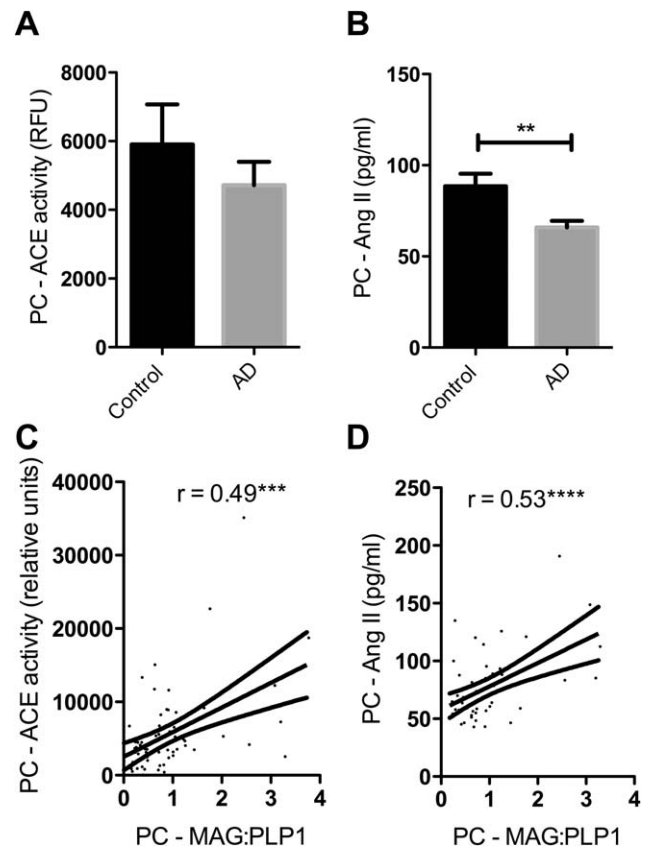 A
PC - ACE activity (RFU)
8000
6000
4000
2000
0
Control
AD
B
PC - Ang II (pg/ml)
150
100
50
0
**
Control
AD
C
PC - ACE activity (relative units)
40000
30000
20000
10000
0
r = 0.49***
0 1 2 3 4
PC - MAG:PLP1
D
PC - Ang II (pg/ml)
250
200
150
100
50
0
r = 0.53****
0 1 2 3 4
PC - MAG:PLP1